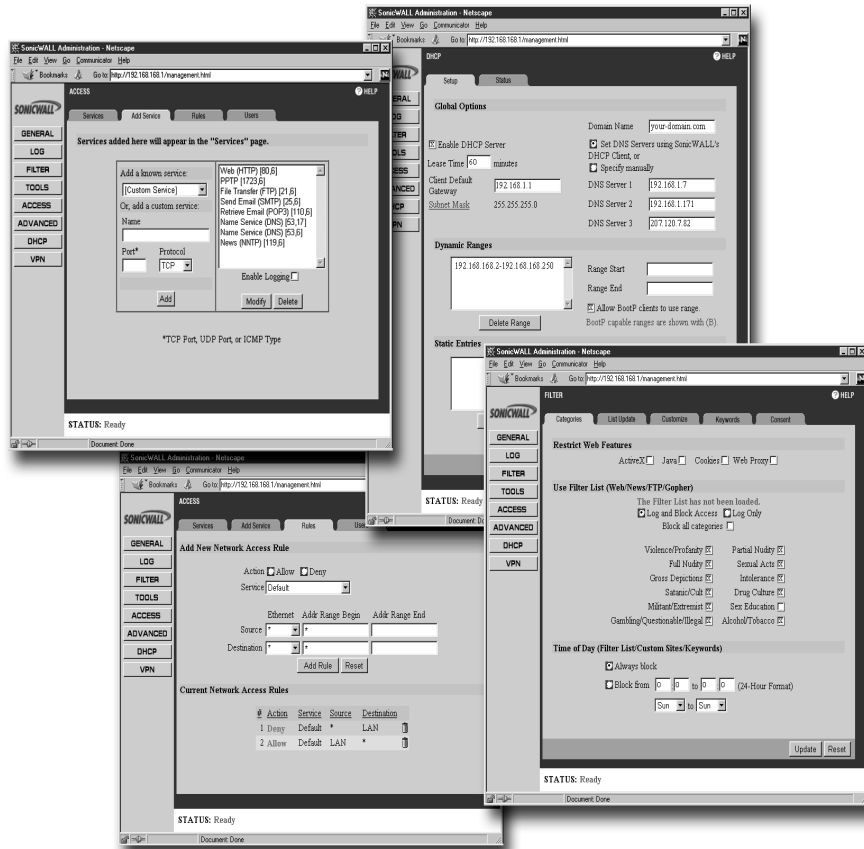 SonicWALL Administration - Netscape
File Edit View Go Communicator Help
Bookmarks Go to: http://192.168.168.1/management.html
SONICWALL
ACCESS
HELP
Services Add Service Rules Users
GENERAL
LOG
FILTER
TOOLS
ACCESS
ADVANCED
DHCP
VPN
Services added here will appear in the "Services" page.
Add a known service:
[Custom Service]
Or, add a custom service:
Name
Port* Protocol
TCP
Add
Web (HTTP) [80,6]
PPTP [1723,6]
File Transfer (FTP) [21,6]
Send Email (SMTP) [25,6]
Retrieve Email (POP3) [110,6]
Name Service (DNS) [53,17]
Name Service (DNS) [53,6]
News (NNTP) [119,6]
Enable Logging
Modify Delete
*TCP Port, UDP Port, or ICMP Type
STATUS: Ready
Document: Done
SonicWALL Administration - Netscape
File Edit View Go Communicator Help
Bookmarks Go to: http://192.168.168.1/management.html
DHCP
HELP
Setup Status
Global Options
Enable DHCP Server
Lease Time 60 minutes
Client Default
Gateway
192.168.1.1
Subnet Mask 255.255.255.0
Domain Name your-domain.com
Set DNS Servers using SonicWALL's
DHCP Client, or
Specify manually
DNS Server 1 192.168.1.7
DNS Server 2 192.168.1.171
DNS Server 3 207.120.7.82
Dynamic Ranges
192.168.168.2-192.168.168.250
Delete Range
Range Start
Range End
Allow BootP clients to use range.
BootP capable ranges are shown with (B).
Static Entries
STATUS: Ready
SonicWALL Administration - Netscape
File Edit View Go Communicator Help
Bookmarks Go to: http://192.168.168.1/management.html
SONICWALL
ACCESS
Services Add Service Rules
GENERAL
LOG
FILTER
TOOLS
ACCESS
ADVANCED
DHCP
VPN
Add New Network Access Rule
Action Allow Deny
Service Default
Ethernet Addr Range Begin Addr Range End
Source * *
Destination * *
Add Rule Reset
Current Network Access Rules
# Action Service Source Destination
1 Deny Default * LAN
2 Allow Default LAN *
STATUS: Ready
Document: Done
SonicWALL Administration - Netscape
File Edit View Go Communicator Help
Bookmarks Go to: http://192.168.168.1/management.html
SONICWALL
FILTER
HELP
Categories List Update Customize Keywords Consent
GENERAL
LOG
FILTER
TOOLS
ACCESS
ADVANCED
DHCP
VPN
Restrict Web Features
ActiveX Java Cookies Web Proxy
Use Filter List (Web/News/FTP/Gopher)
The Filter List has not been loaded.
Log and Block Access Log Only
Block all categories
Violence/Profanity Partial Nudity
Full Nudity Sexual Acts
Gross Depictions Intolerance
Satanic/Cult Drug Culture
Militant/Extremist Sex Education
Gambling/Questionable/Illegal Alcohol/Tobacco
Time of Day (Filter List/Custom Sites/Keywords)
Always block
Block from 0 0 to 0 0 (24-Hour Format)
Sun to Sun
Update Reset
STATUS: Ready
Document: Done